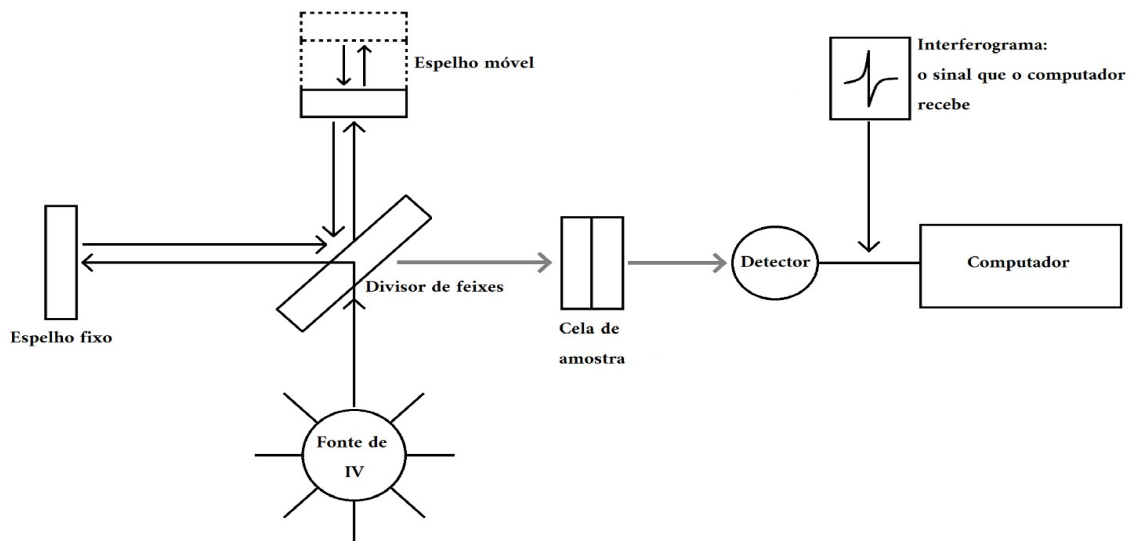 Espelho móvel
Interferograma:
o sinal que o computador
recebe
Divisor de feixes
Detector
Computador
Espelho fixo
Cela de
amostra
Fonte de
IV